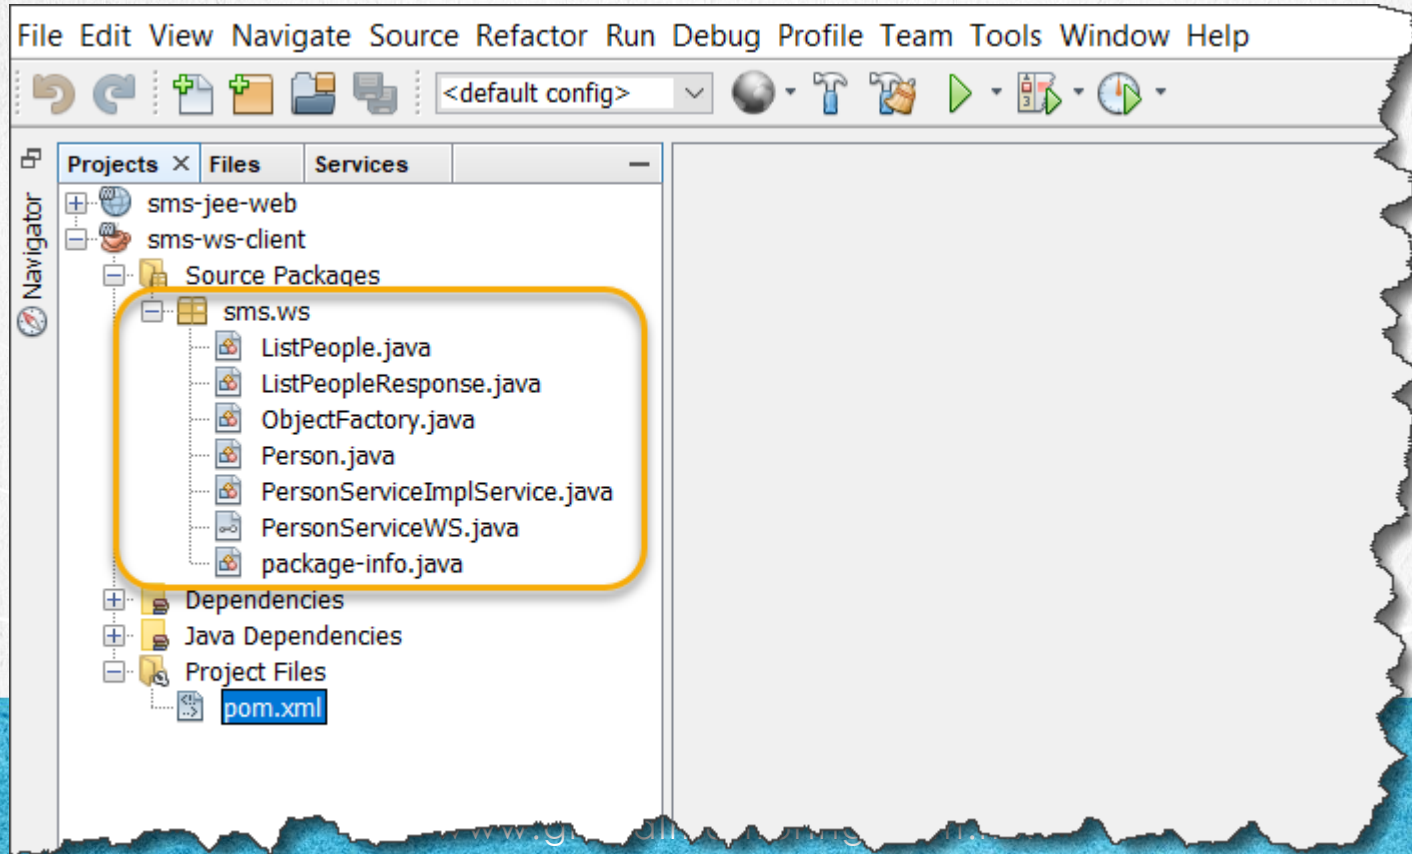 File Edit View Navigate Source Refactor Run Debug Profile Team Tools Window Help
<default config>
Projects Files Services
Navigator
sms-jee-web
sms-ws-client
Source Packages
sms.ws
ListPeople.java
ListPeopleResponse.java
ObjectFactory.java
Person.java
PersonServiceImplService.java
PersonServiceWS.java
package-info.java
Dependencies
Java Dependencies
Project Files
pom.xml